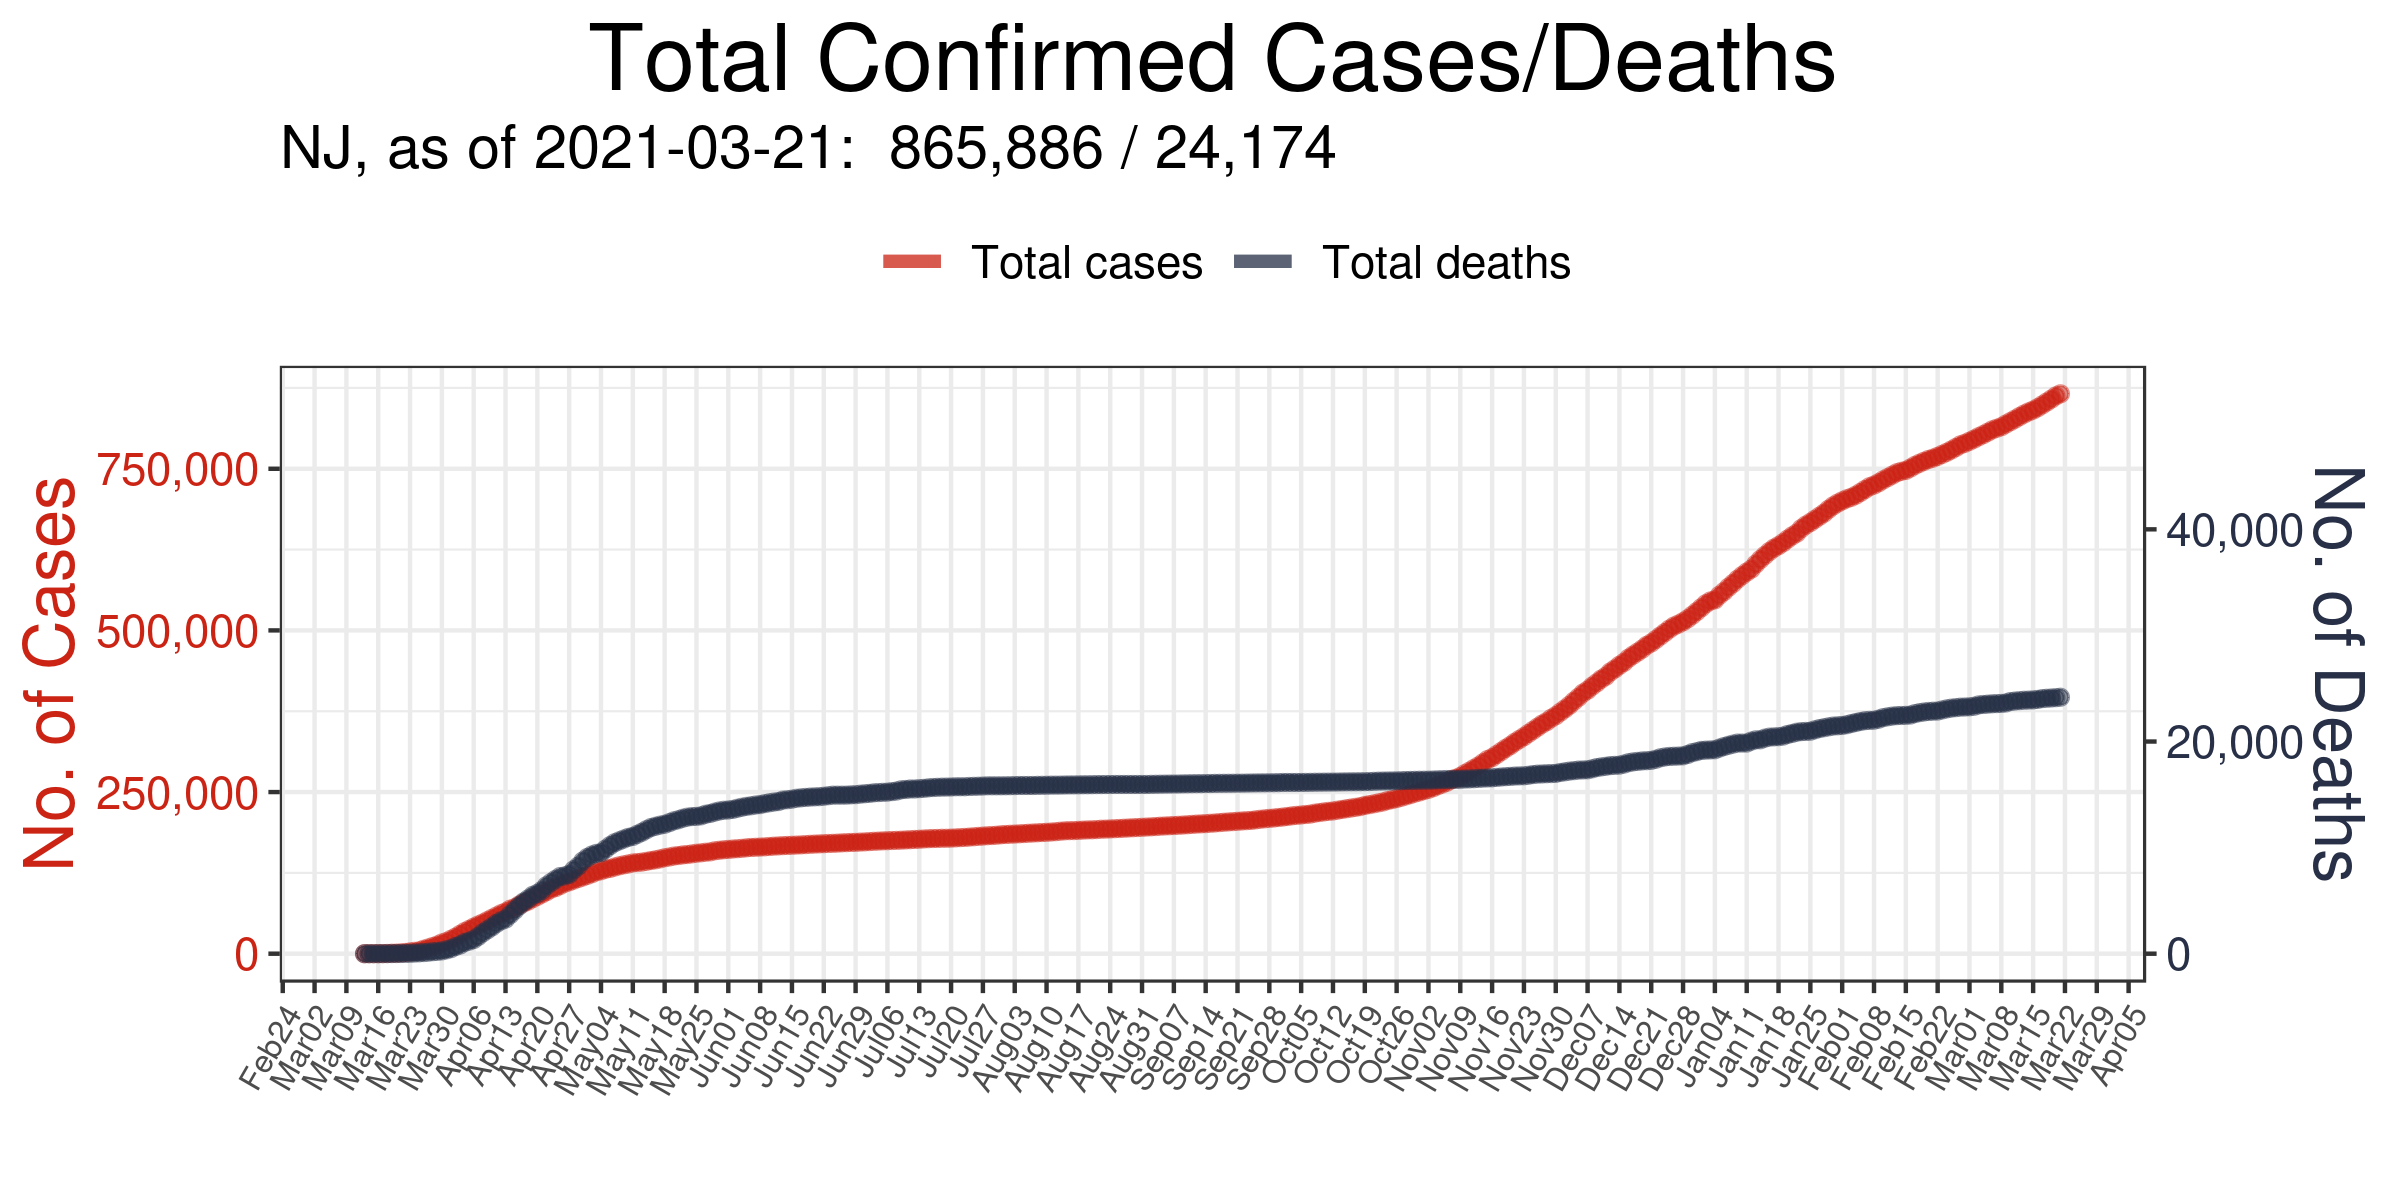 Total Confirmed Cases/Deaths
NJ, as of 2021-03-21:  865,886 / 24,174
Total cases
Total deaths
No. of Cases
750,000
500,000
250,000
0
No. of Deaths
40,000
20,000
0
Feb24
Mar02
Mar09
Mar16
Mar23
Mar30
Apr06
Apr13
Apr20
Apr27
May04
May11
May18
May25
Jun01
Jun08
Jun15
Jun22
Jun29
Jul06
Jul13
Jul20
Jul27
Aug03
Aug10
Aug17
Aug24
Aug31
Sep07
Sep14
Sep21
Sep28
Oct05
Oct12
Oct19
Oct26
Nov02
Nov09
Nov16
Nov23
Nov30
Dec07
Dec14
Dec21
Dec28
Dec04
Jan11
Jan18
Jan25
Feb01
Feb08
Feb15
Feb22
Mar01
Mar08
Mar15
Mar22
Mar29
Apr05